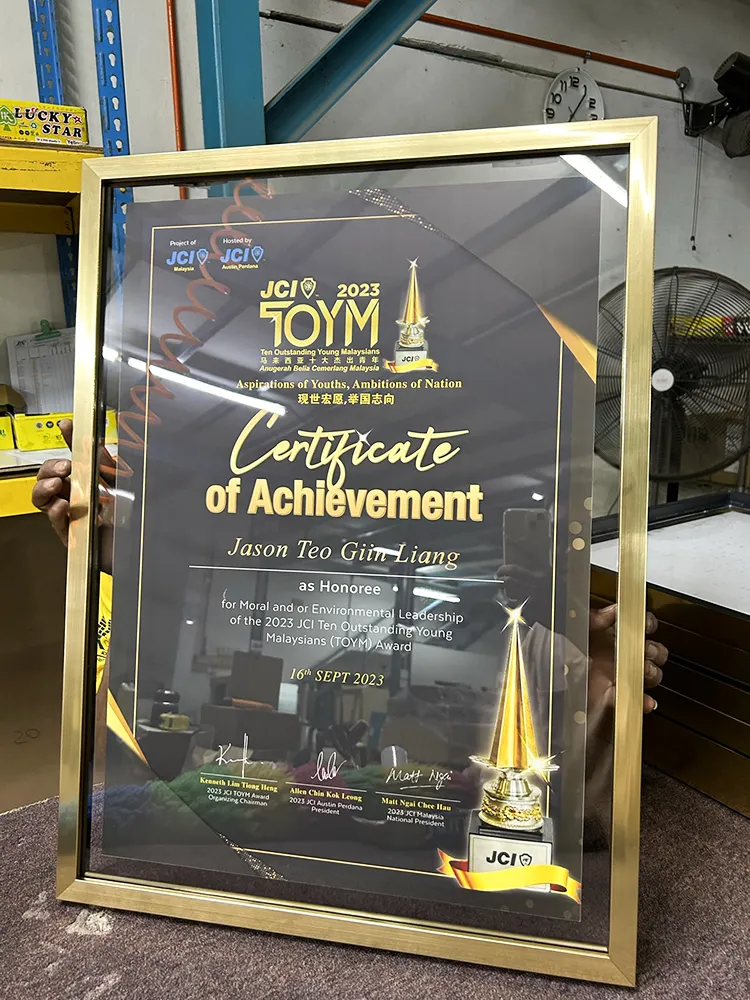 LUCKY
STAR
Project of
JCI
Malaysia
Hosted by
JCI
Austin Perdana
JCI 2023
TOYM
Ten Outstanding Young Malaysians
马来西亚十大杰出青年
Anugerah Belia Cemerlang Malaysia
JCI
Aspirations of Youths, Ambitions of Nation
现世宏愿,举国志向
Certificate
of Achievement
Jason Teo Giin Liang
as Honoree
for Moral and or Environmental Leadership
of the 2023 JCI Ten Outstanding Young
Malaysians (TOYM) Award
16th SEPT 2023
Kenneth Lim Tiong Heng
2023 JCI TOYM Award
Organizing Chairman
Allen Chin Kok Leong
2023 JCI Austin Perdana
President
Matt Ngai
Matt Ngai Chee Hau
2023 JCI Malaysia
National President
JCI
20